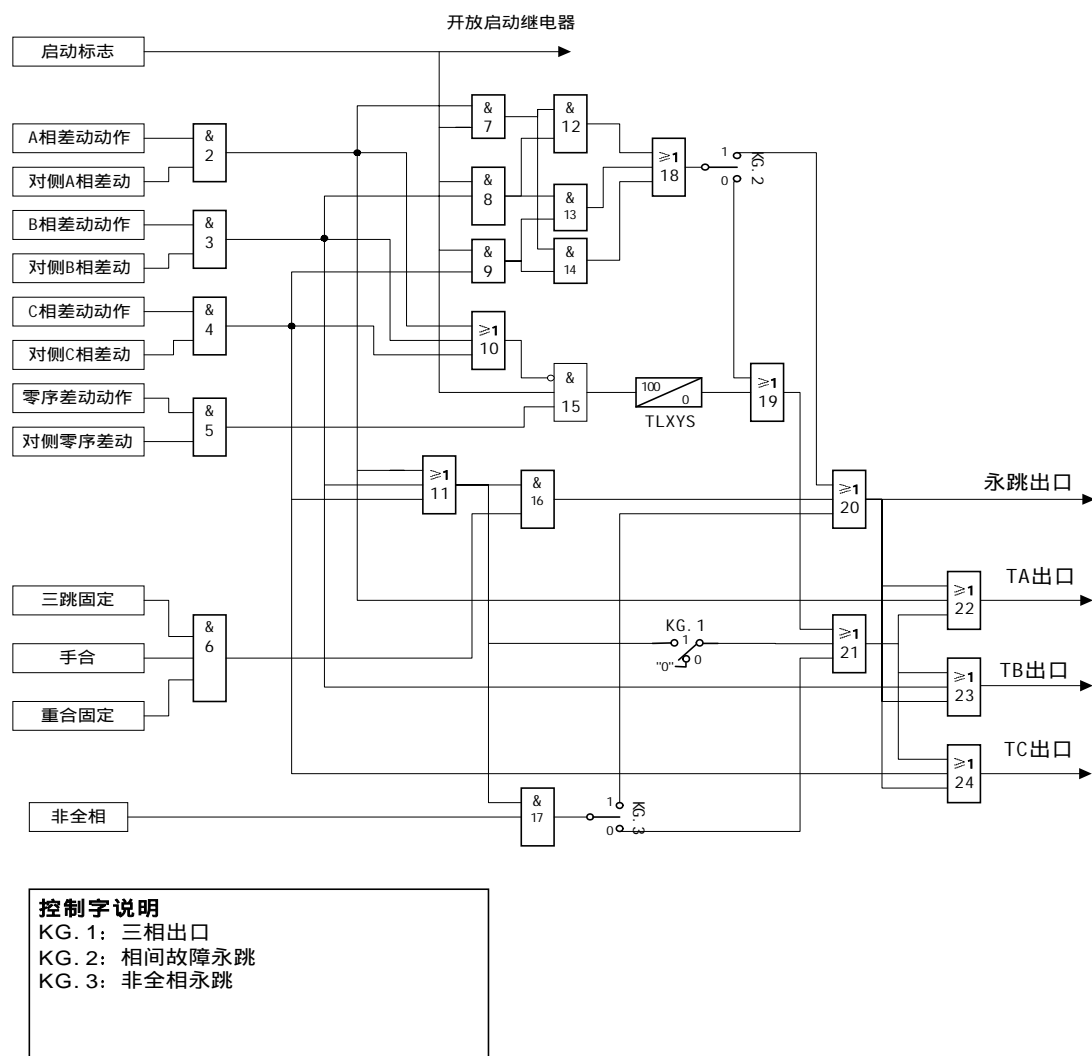 开放启动继电器
启动标志
A相差动动作
对侧A相差动
B相差动动作
对侧B相差动
C相差动动作
对侧C相差动
零序差动动作
对侧零序差动
三跳固定
手合
重合固定
非全相
&
2
&
3
&
4
&
5
&
6
&
7
&
8
&
9
≥1
10
≥1
11
&
12
&
13
&
14
&
15
&
16
&
17
≥1
18
1
0
KG.2
100
0
TLXYS
≥1
19
≥1
20
KG.1
1
0
"0"
≥1
21
1
0
KG.3
≥1
22
≥1
23
≥1
24
永跳出口
TA出口
TB出口
TC出口
控制字说明
KG.1: 三相出口
KG.2: 相间故障永跳
KG.3: 非全相永跳